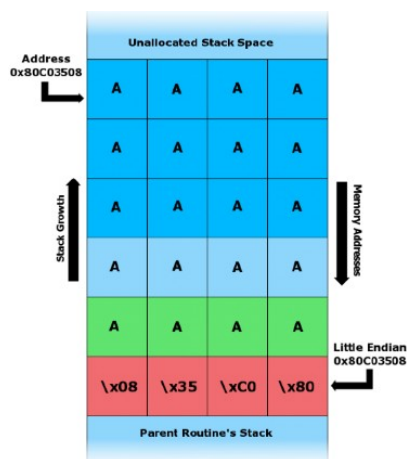 Unallocated Stack Space
Address
0x80C03508
A A A A
A A A A
A A A A
Stack Growth
Memory Addresses
A A A A
A A A A
Little Endian
0x80C03508
\x08 \x35 \xC0 \x80
Parent Routine's Stack